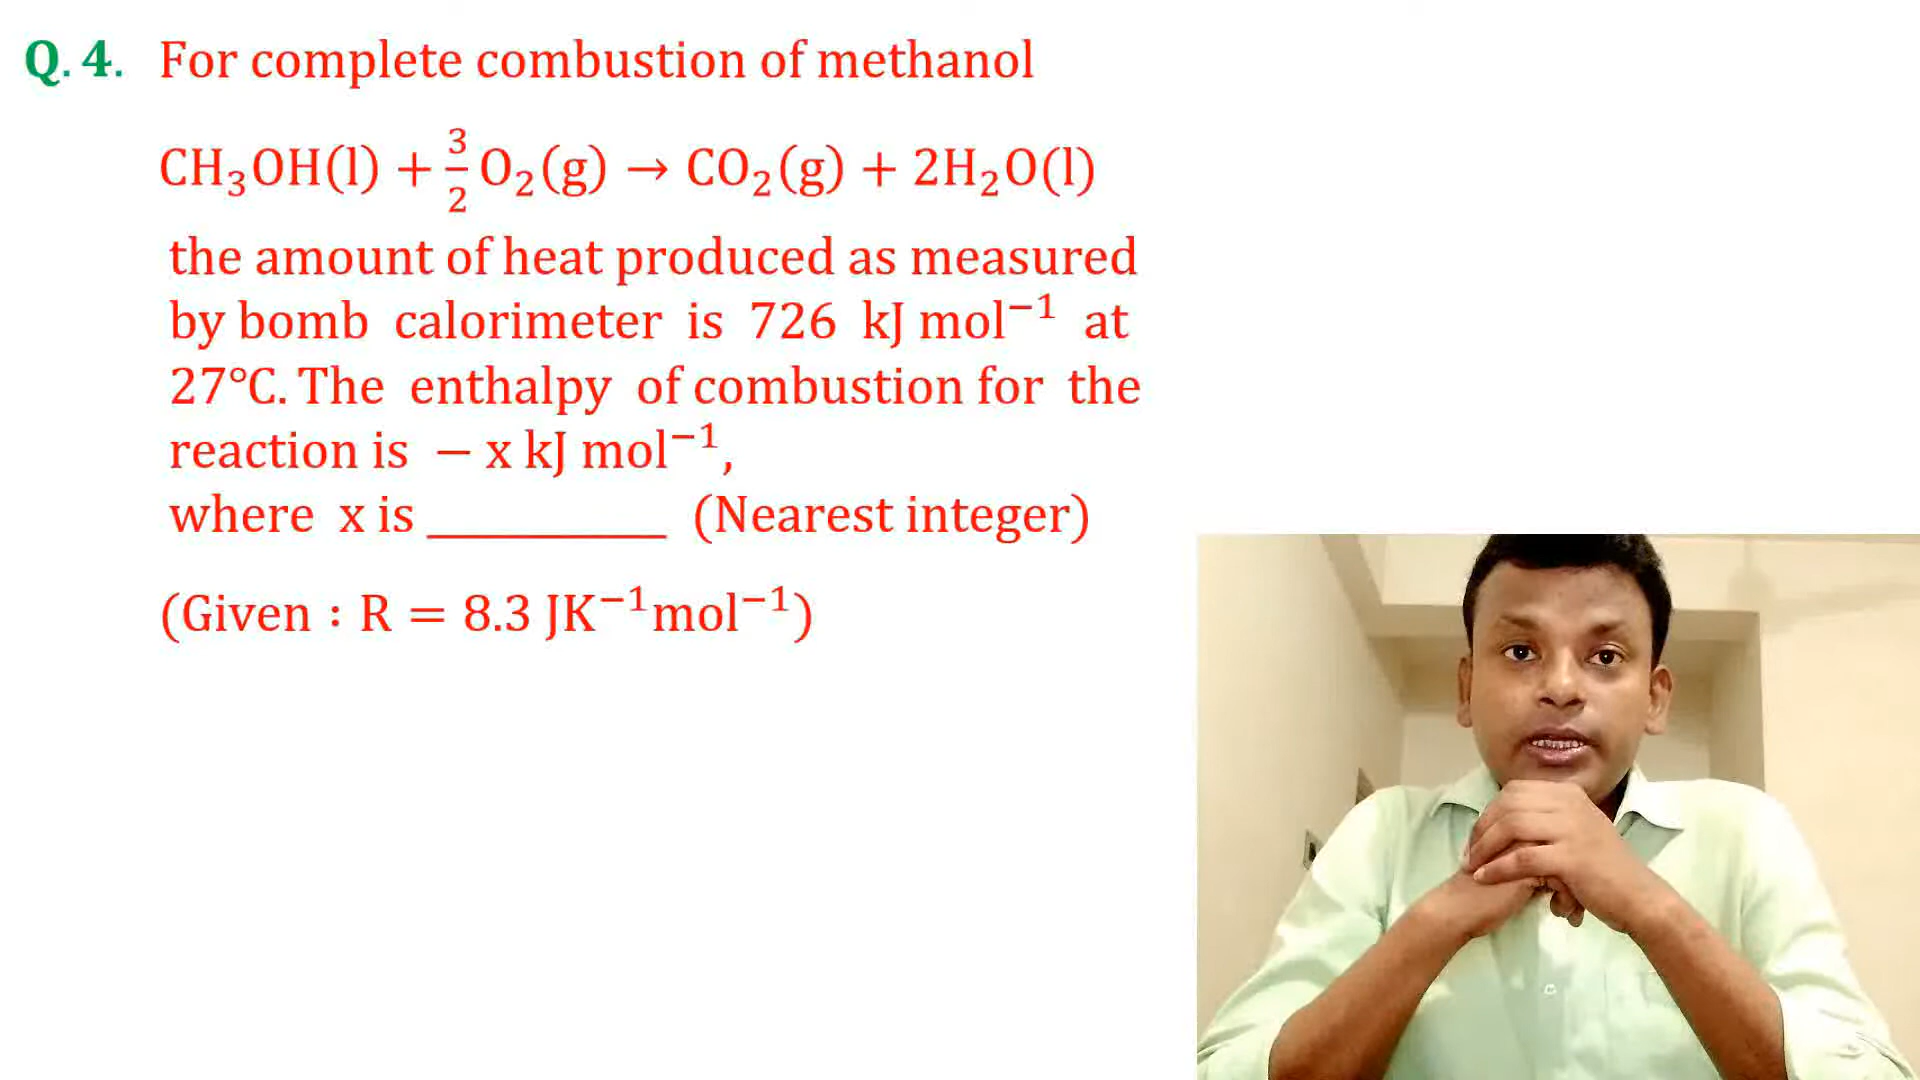 Q. 4. For complete combustion of methanol
CH₃OH(l) + 3/2 O₂(g) → CO₂(g) + 2H₂O(l)
the amount of heat produced as measured
by bomb calorimeter is 726 kJ mol⁻¹ at
27°C. The enthalpy of combustion for the
reaction is − x kJ mol⁻¹,
where x is __________ (Nearest integer)
(Given : R = 8.3 JK⁻¹mol⁻¹)